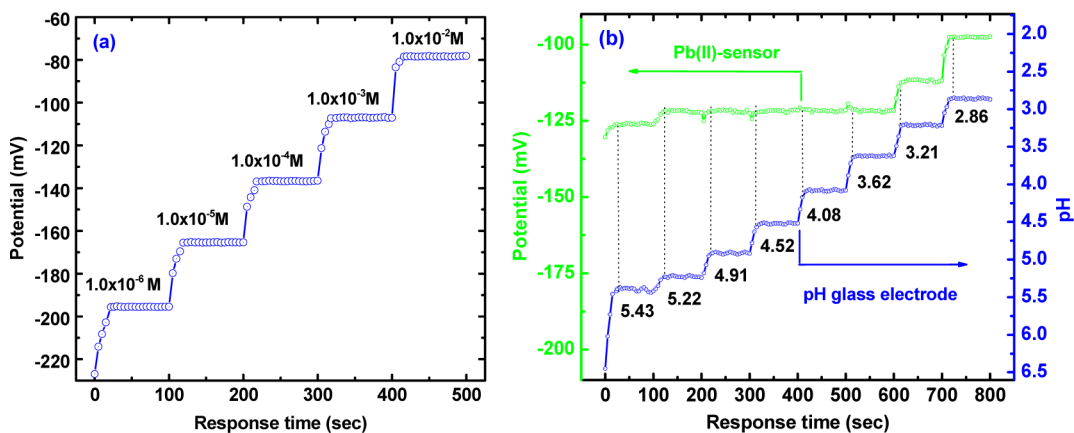 (a)
-60
-80
-100
-120
-140
-160
-180
-200
-220
Potential (mV)
1.0x10⁻²M
1.0x10⁻³M
1.0x10⁻⁴M
1.0x10⁻⁵M
1.0x10⁻⁶ M
0 100 200 300 400 500
Response time (sec)
(b)
-100
-125
-150
-175
-200
Potential (mV)
Pb(II)-sensor
2.86
3.21
3.62
4.08
4.52
4.91
5.22
5.43
pH glass electrode
2.0
2.5
3.0
3.5
4.0
4.5
5.0
5.5
6.0
6.5
pH
0 100 200 300 400 500 600 700 800
Response time (sec)